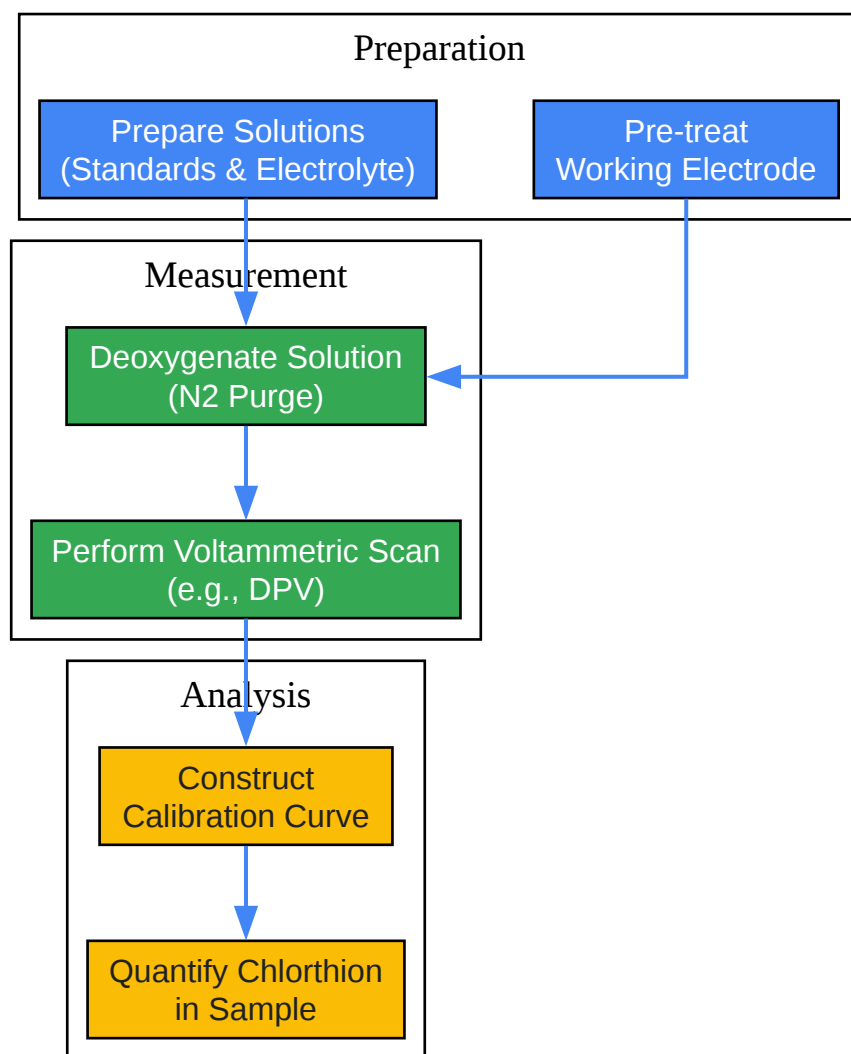 Preparation
Prepare Solutions
(Standards & Electrolyte)
Pre-treat
Working Electrode
Measurement
Deoxygenate Solution
(N2 Purge)
Perform Voltammetric Scan
(e.g., DPV)
Analysis
Construct
Calibration Curve
Quantify Chlorthion
in Sample